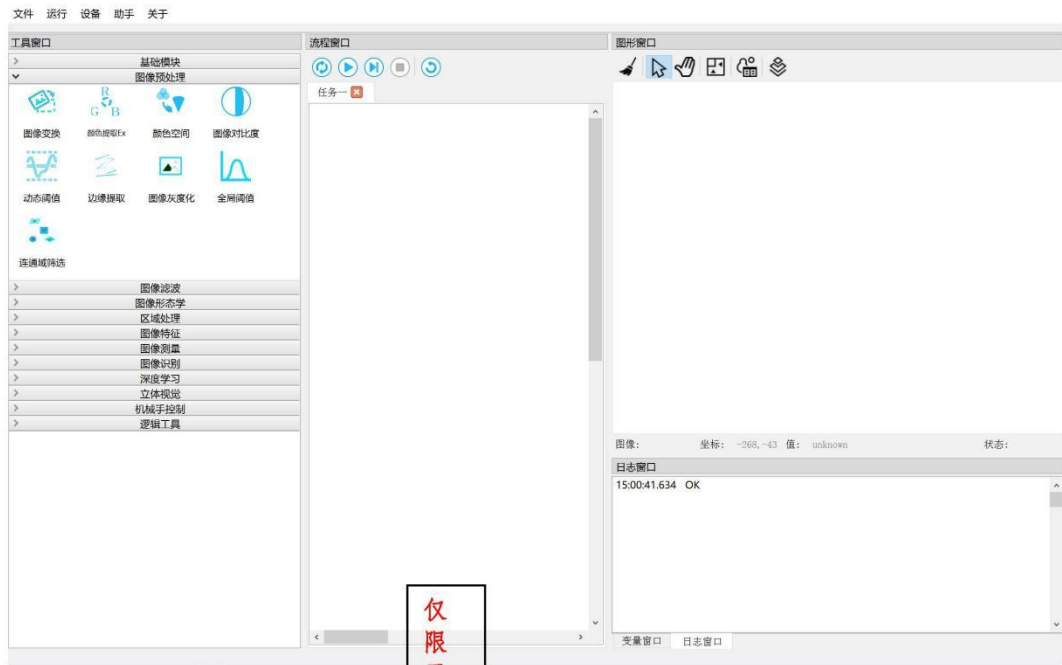 文件 运行 设备 助手 关于
工具窗口
基础模块
图像预处理
R
G B
图像变换 颜色提取Ex 颜色空间 图像对比度
动态阈值 边缘提取 图像灰度化 全局阈值
连通域筛选
图像滤波
图像形态学
区域处理
图像特征
图像测量
图像识别
深度学习
立体视觉
机械手控制
逻辑工具
流程窗口
任务一
仅
限
图形窗口
图像: 坐标: -268,-43 值: unknown 状态:
日志窗口
15:00:41.634 OK
变量窗口 日志窗口